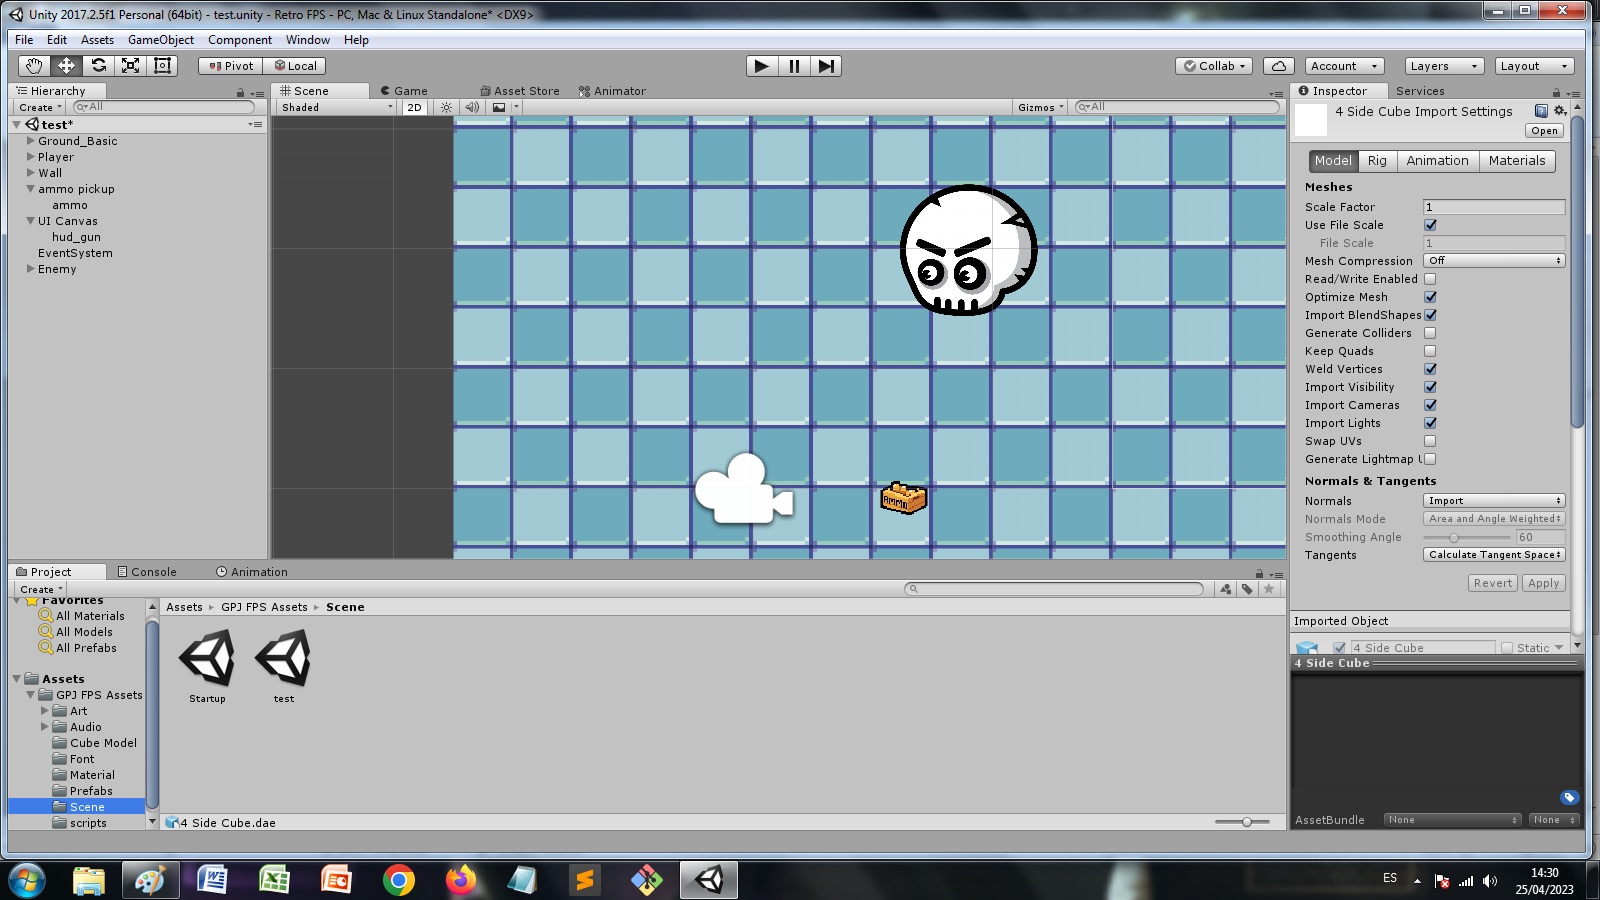 Unity 2017.2.5f1 Personal (64bit) - test.unity - Retro FPS - PC, Mac & Linux Standalone* <DX9>
File Edit Assets GameObject Component Window Help
Pivot Local Collab Account Layers Layout
Hierarchy
Create All
test*
Ground_Basic
Player
Wall
ammo pickup
ammo
UI Canvas
hud_gun
EventSystem
Enemy
Scene Game Asset Store Animator
Shaded 2D Gizmos All
AMMO
Inspector Services
4 Side Cube Import Settings
Open
Model Rig Animation Materials
Meshes
Scale Factor 1
Use File Scale
File Scale 1
Mesh Compression Off
Read/Write Enabled
Optimize Mesh
Import BlendShapes
Generate Colliders
Keep Quads
Weld Vertices
Import Visibility
Import Cameras
Import Lights
Swap UVs
Generate Lightmap U
Normals & Tangents
Normals Import
Normals Mode Area and Angle Weighted
Smoothing Angle 60
Tangents Calculate Tangent Space
Revert Apply
Imported Object
4 Side Cube Static
4 Side Cube
AssetBundle None None
Project Console Animation
Create
Favorites
All Materials
All Models
All Prefabs
Assets
GPJ FPS Assets
Art
Audio
Cube Model
Font
Material
Prefabs
Scene
scripts
Assets GPJ FPS Assets Scene
Startup test
4 Side Cube.dae
ES
14:30
25/04/2023